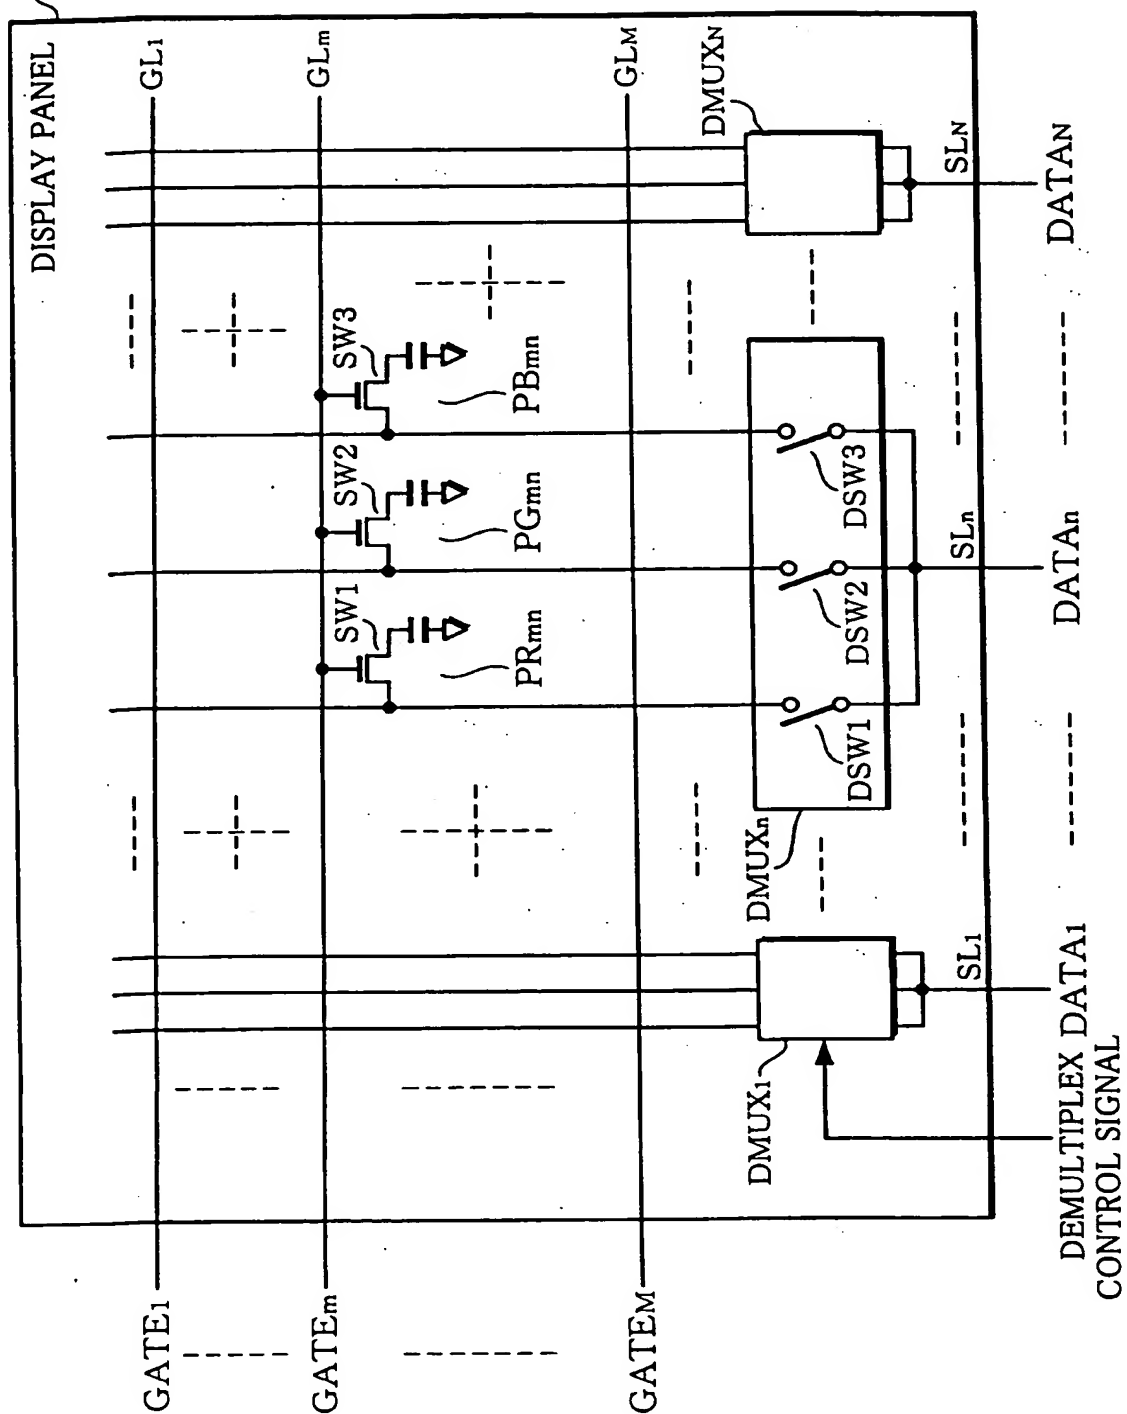 DISPLAY PANEL
GL1
GLm
GLM
GATE1
GATEm
GATEM
SW1
SW2
SW3
PRmn
PGmn
PBmn
DMUX1
DMUXn
DMUXN
DSW1
DSW2
DSW3
SL1
SLn
SLN
DEMULTIPLEX
CONTROL SIGNAL
DATA1
DATAn
DATAN